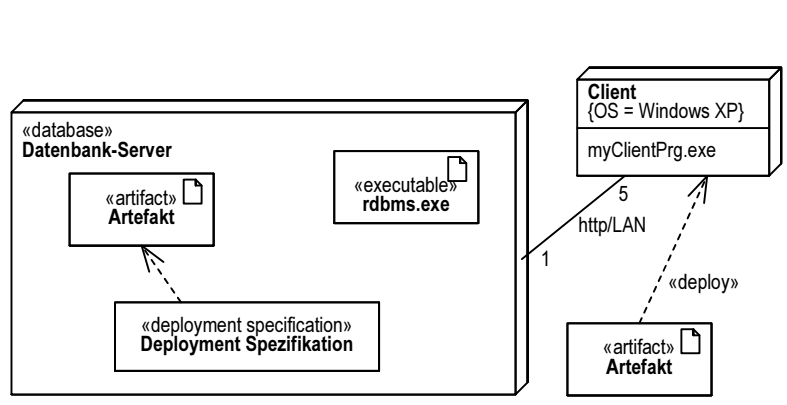 «database»
Datenbank-Server
«artifact»
Artefakt
«executable»
rdbms.exe
«deployment specification»
Deployment Spezifikation
Client
{OS = Windows XP}
myClientPrg.exe
5
http/LAN
1
«deploy»
«artifact»
Artefakt